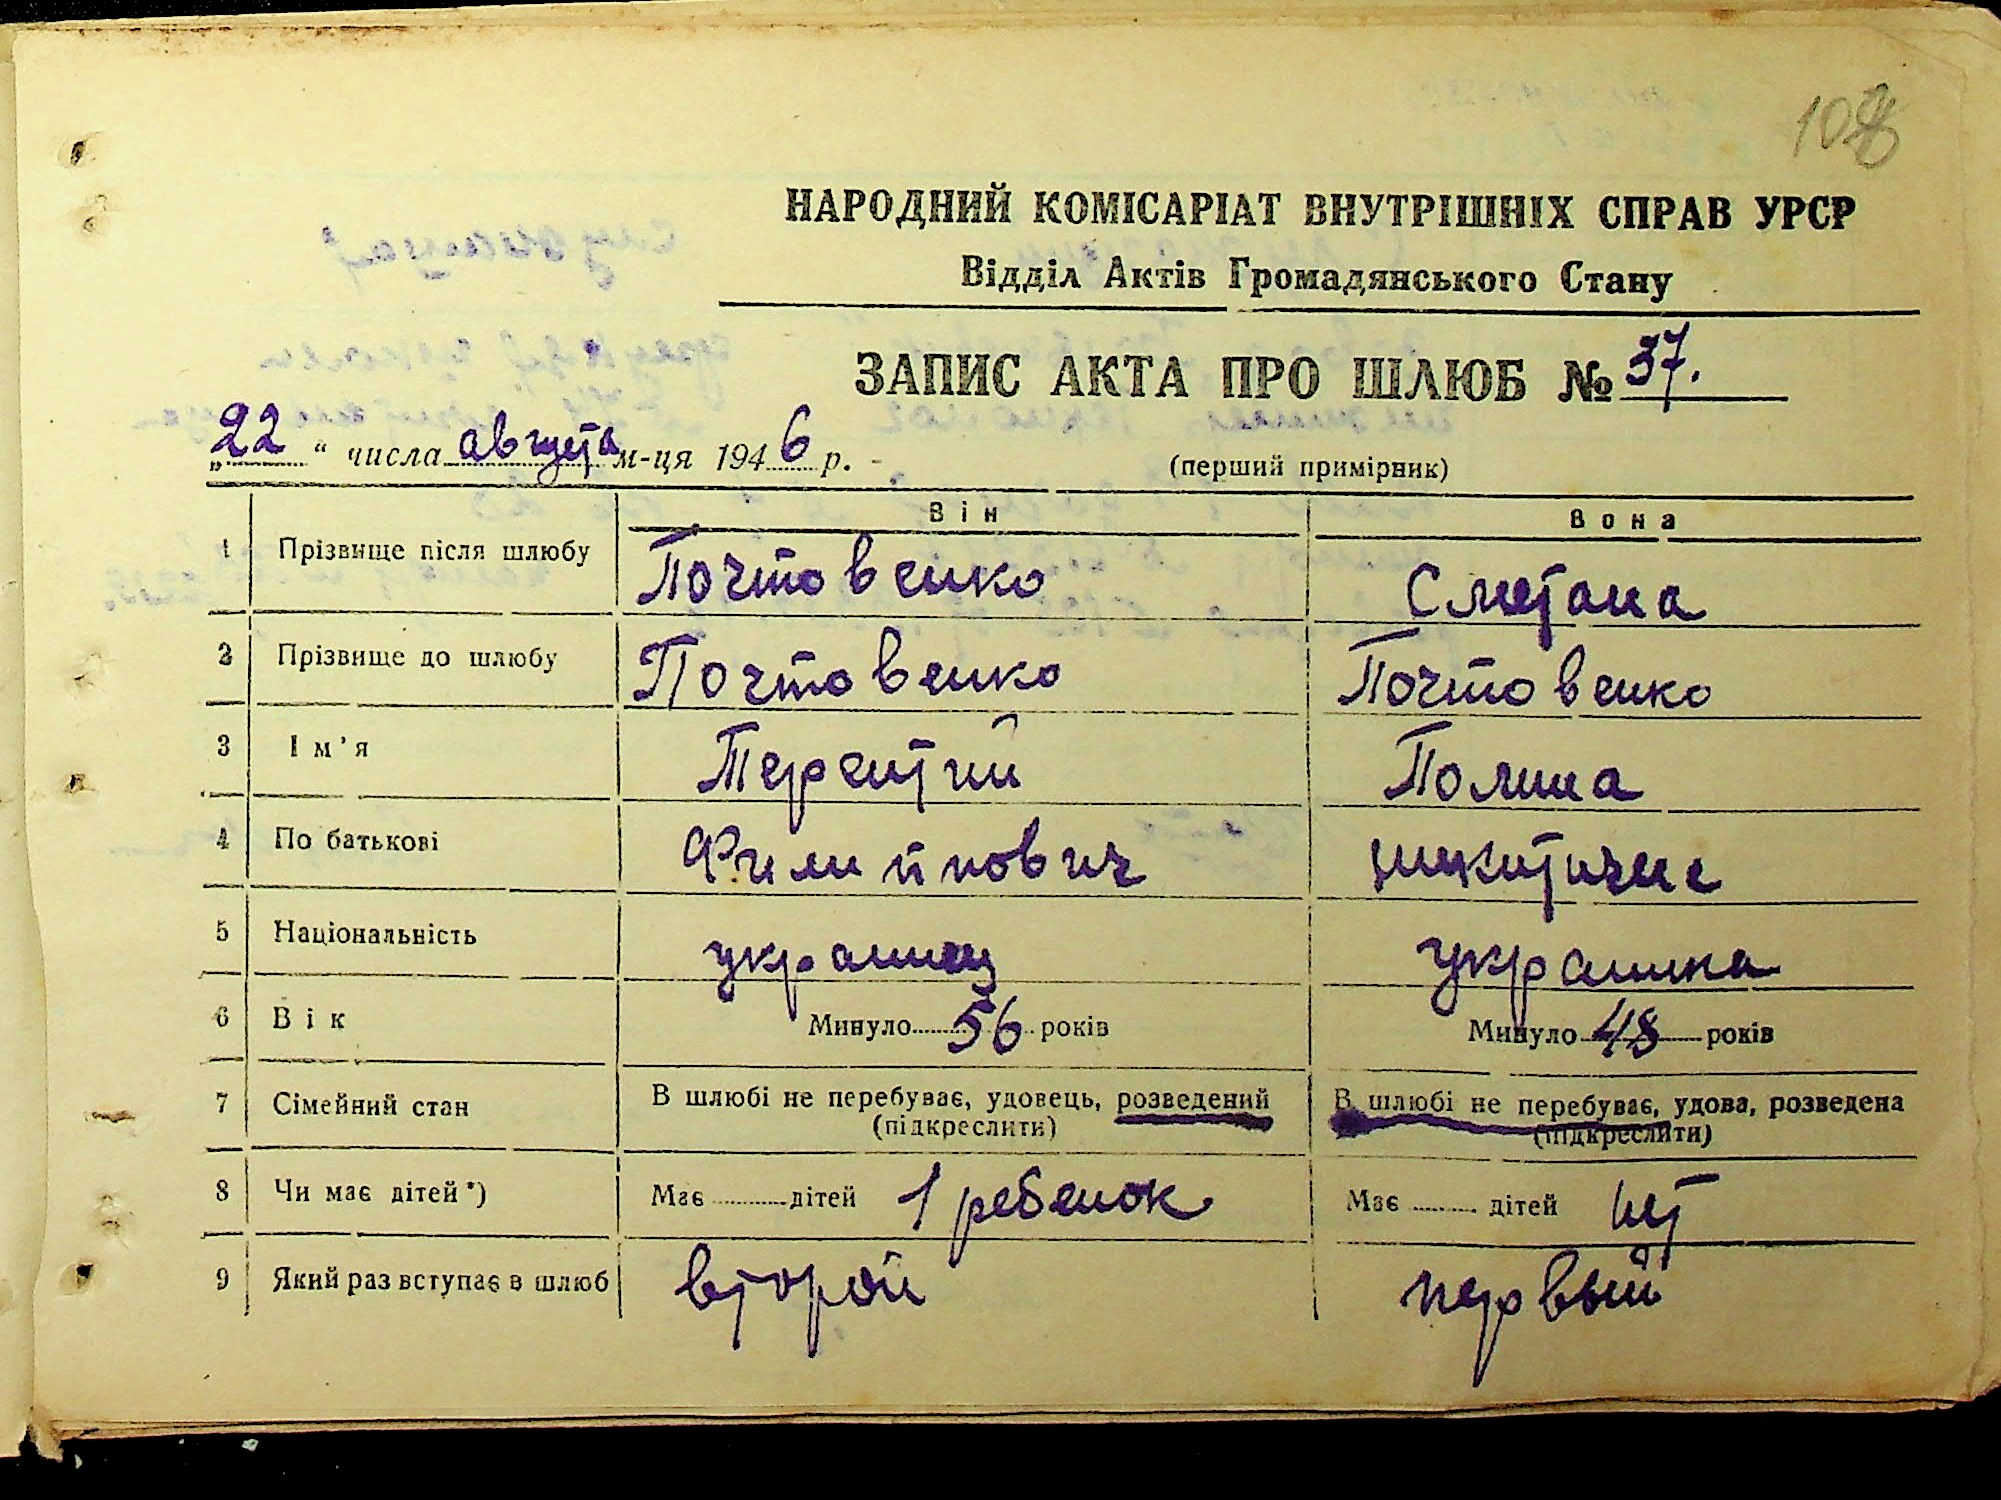 108
НАРОДНИЙ КОМІСАРІАТ ВНУТРІШНІХ СПРАВ УРСР
Відділ Актів Громадянського Стану
ЗАПИС АКТА ПРО ШЛЮБ № 37.
„22“ числа августа м-ця 1946 р.
(перший примірник)
Він Вона
1 Прізвище після шлюбу Почтовенко Сметана
2 Прізвище до шлюбу Почтовенко Почтовенко
3 Ім’я Терентий Полина
4 По батькові Филиппович Никитична
5 Національність украинец украинка
6 Вік Минуло 56 років Минуло 48 років
7 Сімейний стан В шлюбі не перебуває, удовець, розведений В шлюбі не перебуває, удова, розведена
(підкреслити) (підкреслити)
8 Чи має дітей*) Має дітей 1 ребенок Має дітей нет
9 Який раз вступає в шлюб второй первый